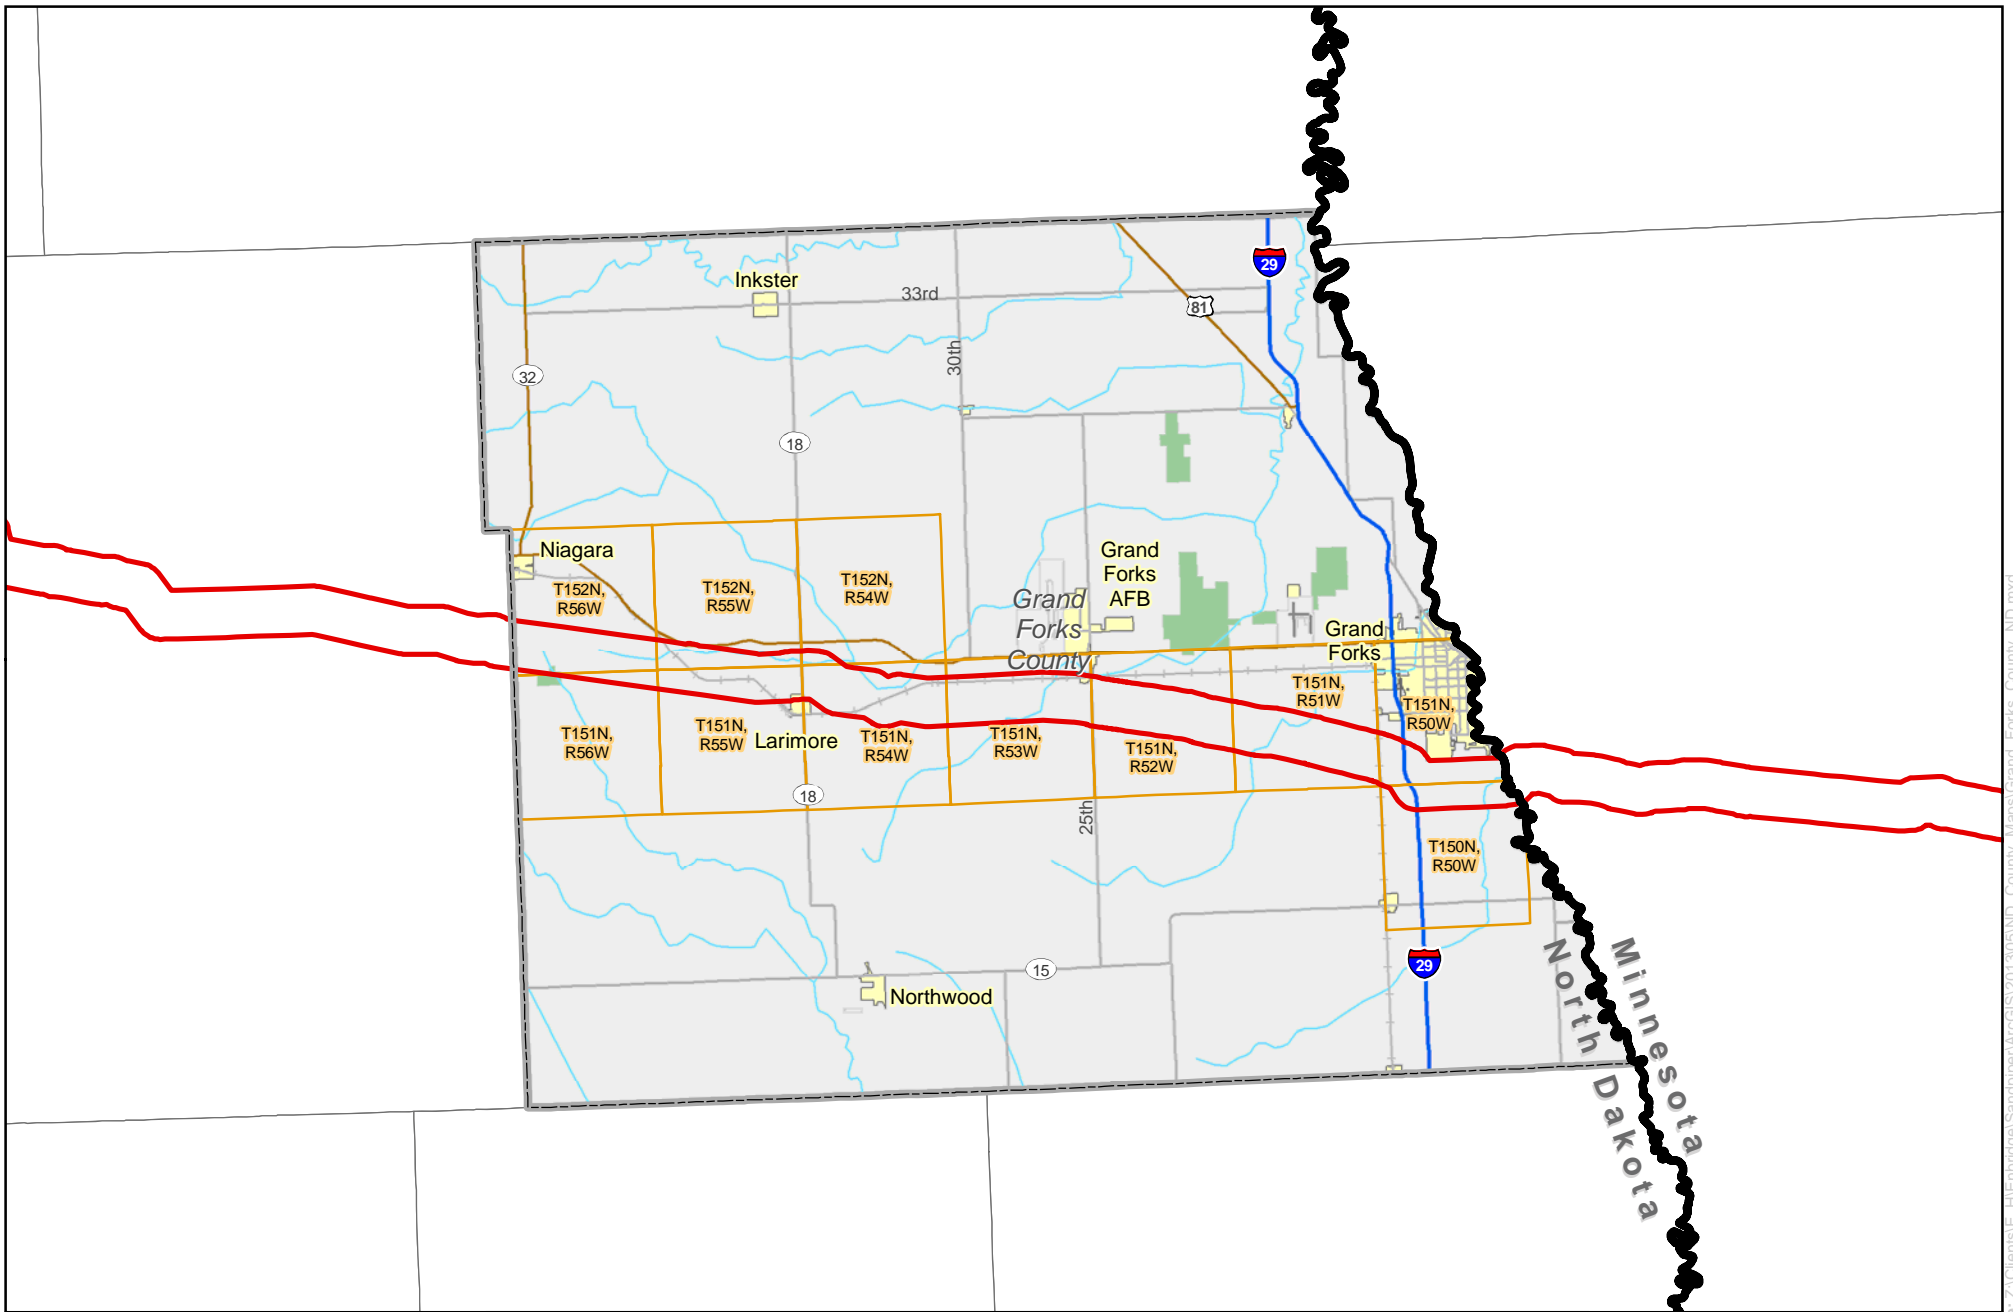 29
Inkster
33rd
81
30th
32
18
Niagara
Grand
Forks
AFB
T152N,
R56W
T152N,
R55W
T152N,
R54W
Grand
Forks
County
Grand
Forks
T151N,
R51W
T151N,
R50W
T151N,
R56W
T151N,
R55W
Larimore
T151N,
R54W
T151N,
R53W
T151N,
R52W
18
25th
T150N,
R50W
29
15
Northwood
Minnesota
North Dakota